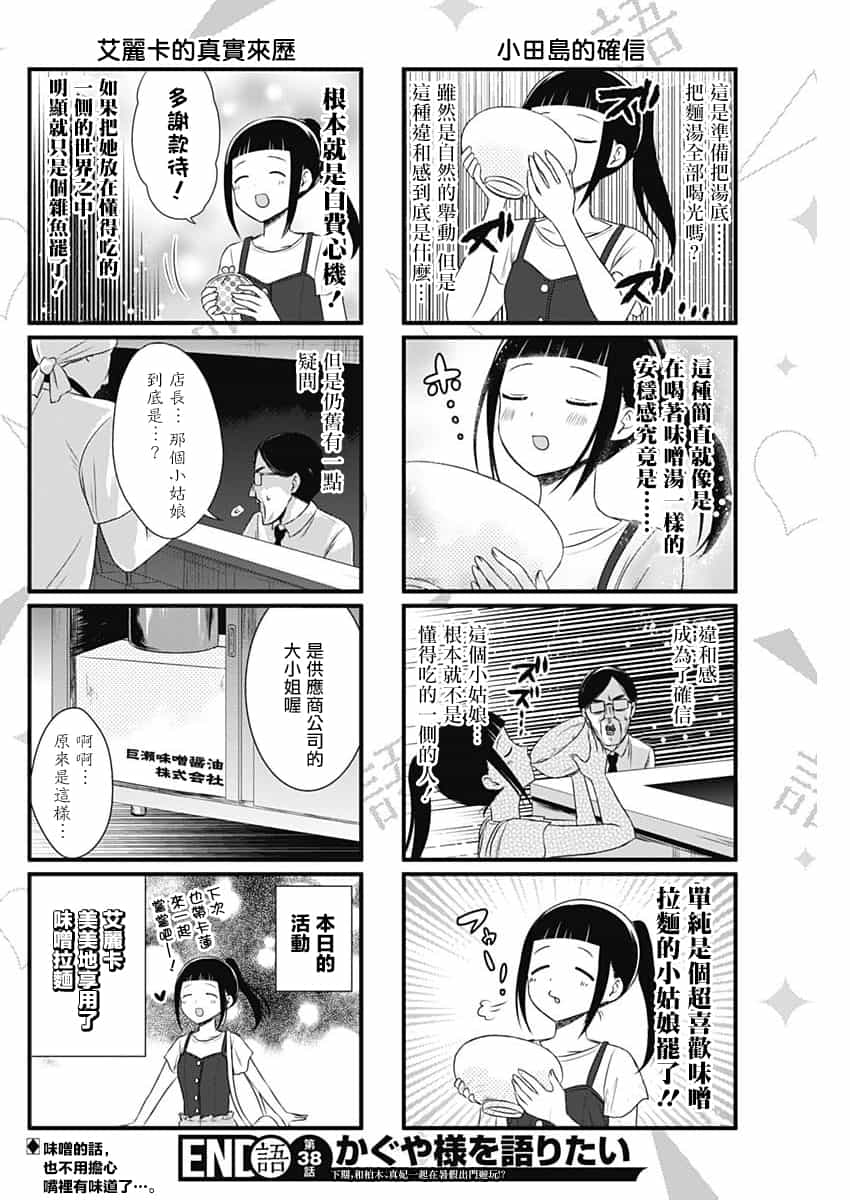 小田島的確信
這是準備把湯底……
把麵湯全部喝光嗎？
雖然是自然的舉動，但是
這種違和感到底是什麼…
ズズ…
ズズ…
這種簡直就像是
在喝著味噌湯一樣的
安穩感究竟是……
ホ…
違和感
成為了確信
這個小姑娘…
根本就不是
懂得吃的一側的人！
ズズ…
單純是個超喜歡味噌
拉麵的小姑娘罷了!!
艾麗卡的真實來歷
根本就是白費心機！
多謝款待！
如果把她放在懂得吃的
一側的世界之中，
明顯就只是個雜魚罷了！
但是仍舊有一點
疑問
店長…那個小姑娘
到底是…？
是供應商公司的
大小姐喔
巨瀬味噌醤油
株式会社
啊啊…
原來是這樣…
本日的
活動
下次
也帶卡蓮
來一起
嘗嘗吧—！
艾麗卡
美美地享用了
味噌拉麵
味噌的話，
也不用擔心
嘴裡有味道了…。
END 語 第38話 かぐや様を語りたい
下期,和柏木、真妃一起在暑假出門遊玩!?
語
語
語